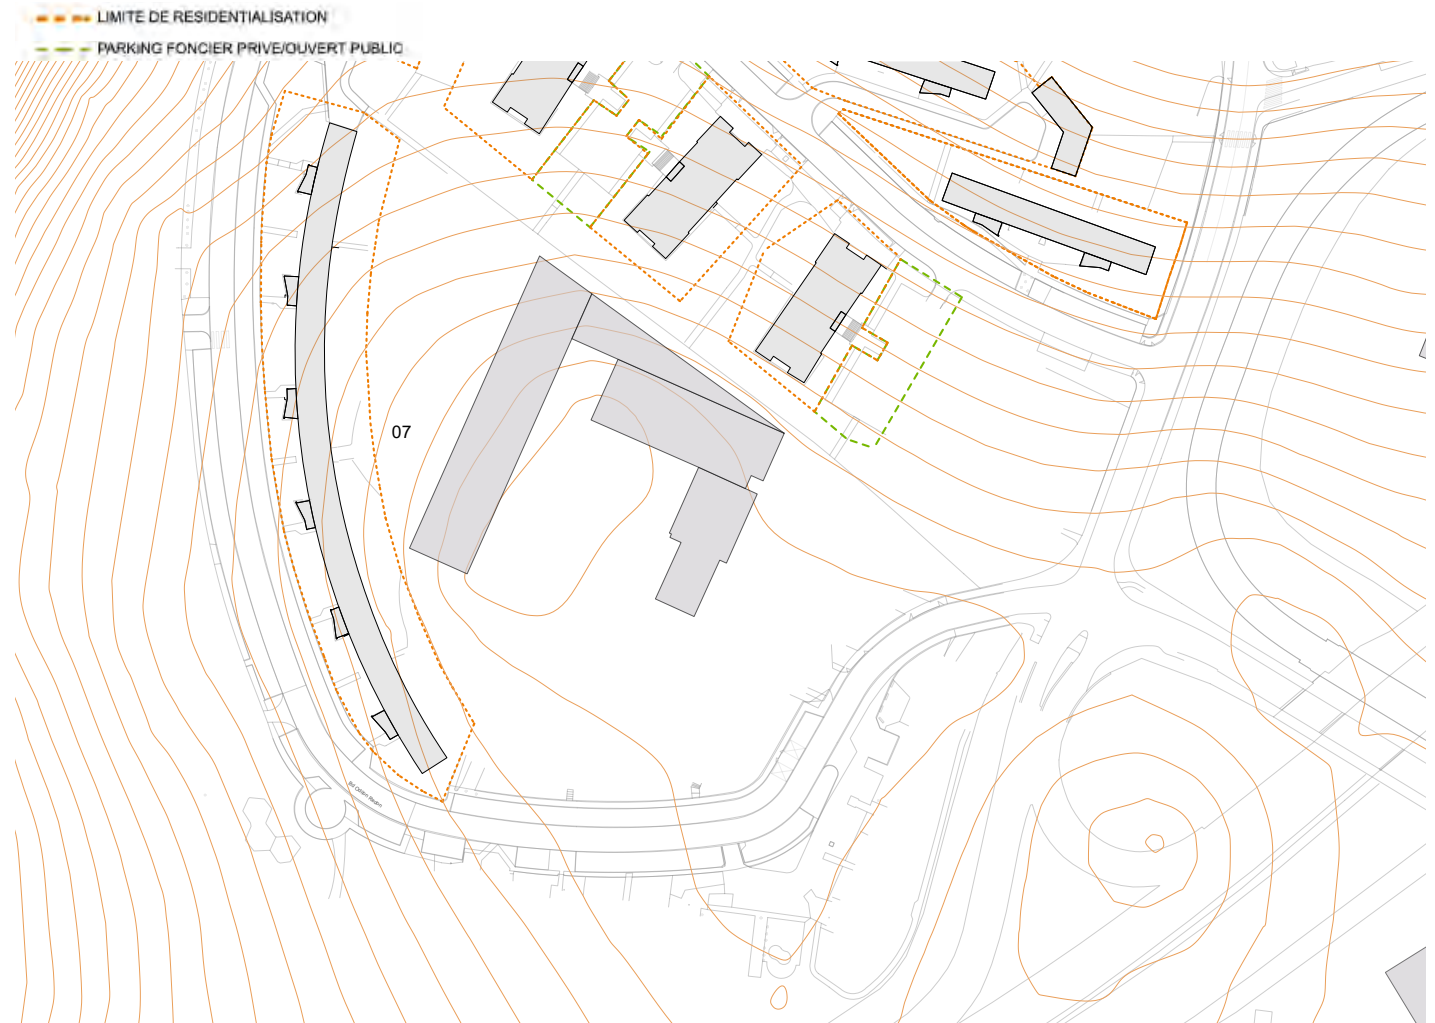 LIMITE DE RESIDENTIALISATION
PARKING FONCIER PRIVE/OUVERT PUBLIC
07